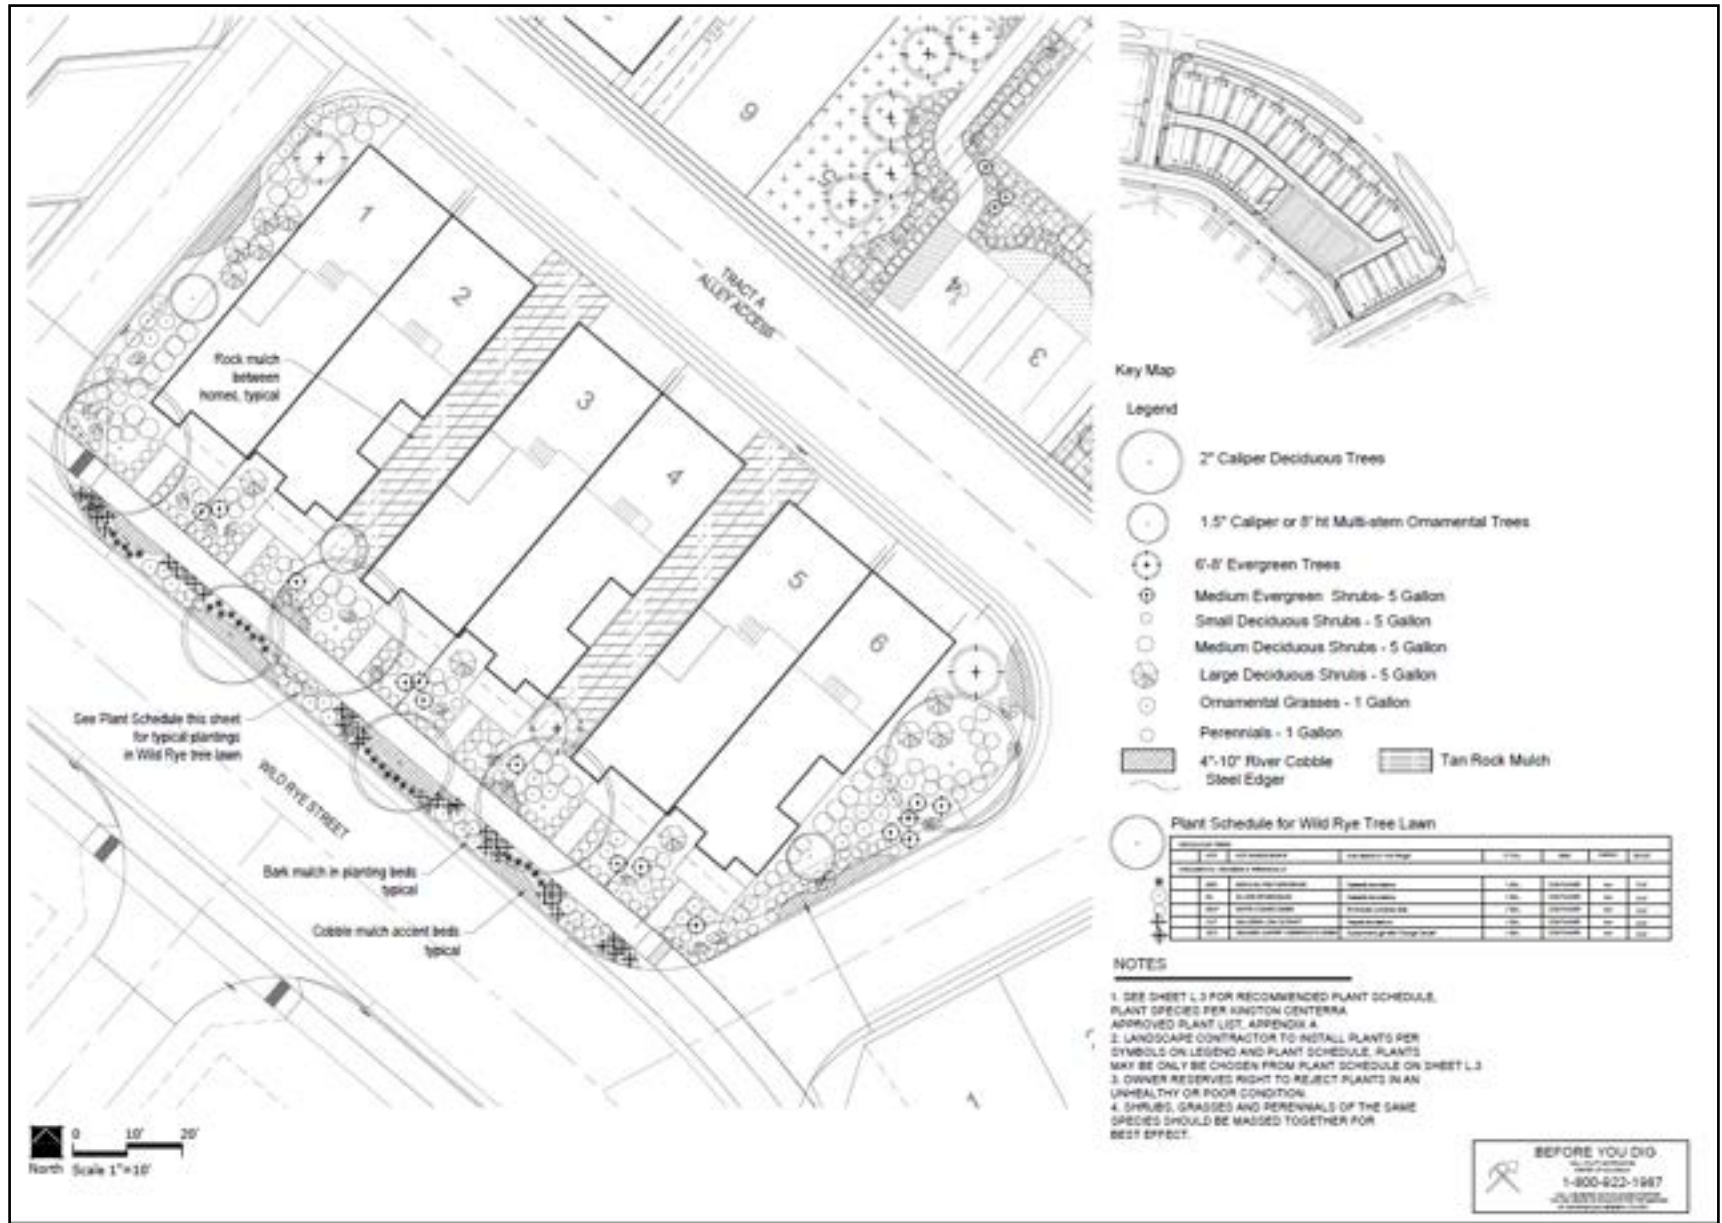 1
2
3
4
5
6
9
5
4
3
TRACT A
ALLEY ACCESS
Rock mulch
between
homes, typical
See Plant Schedule this sheet
for typical plantings
in Wild Rye tree lawn
WILD RYE STREET
Bark mulch in planting beds
typical
Cobble mulch accent beds
typical
0 10' 20'
North Scale 1"=10'
Key Map
Legend
2" Caliper Deciduous Trees
1.5" Caliper or 8' ht Multi-stem Ornamental Trees
6'-8' Evergreen Trees
Medium Evergreen Shrubs- 5 Gallon
Small Deciduous Shrubs - 5 Gallon
Medium Deciduous Shrubs - 5 Gallon
Large Deciduous Shrubs - 5 Gallon
Ornamental Grasses - 1 Gallon
Perennials - 1 Gallon
4"-10" River Cobble
Tan Rock Mulch
Steel Edger
Plant Schedule for Wild Rye Tree Lawn
NOTES
1. SEE SHEET L.3 FOR RECOMMENDED PLANT SCHEDULE,
PLANT SPECIES PER KINSTON CENTERRA
APPROVED PLANT LIST, APPENDIX A
2. LANDSCAPE CONTRACTOR TO INSTALL PLANTS PER
SYMBOLS ON LEGEND AND PLANT SCHEDULE, PLANTS
MAY BE ONLY BE CHOSEN FROM PLANT SCHEDULE ON SHEET L.3
3. OWNER RESERVES RIGHT TO REJECT PLANTS IN AN
UNHEALTHY OR POOR CONDITION.
4. SHRUBS, GRASSES AND PERENNIALS OF THE SAME
SPECIES SHOULD BE MASSED TOGETHER FOR
BEST EFFECT.
BEFORE YOU DIG
1-800-922-1987